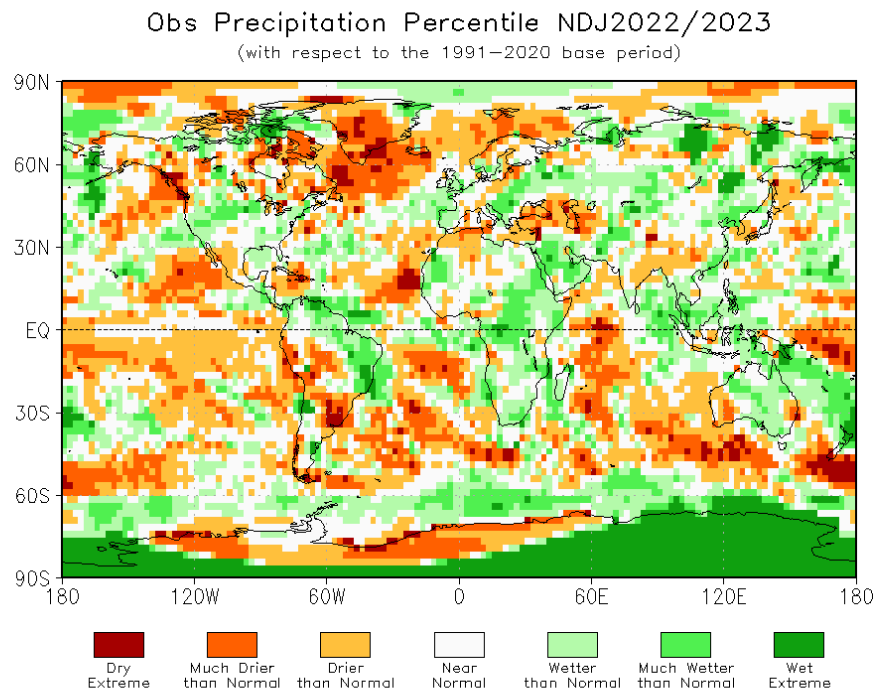 Obs Precipitation Percentile NDJ2022/2023
(with respect to the 1991−2020 base period)
90N
60N
30N
EQ
30S
60S
90S
180 120W 60W 0 60E 120E 180
Dry Extreme
Much Drier than Normal
Drier than Normal
Near Normal
Wetter than Normal
Much Wetter than Normal
Wet Extreme